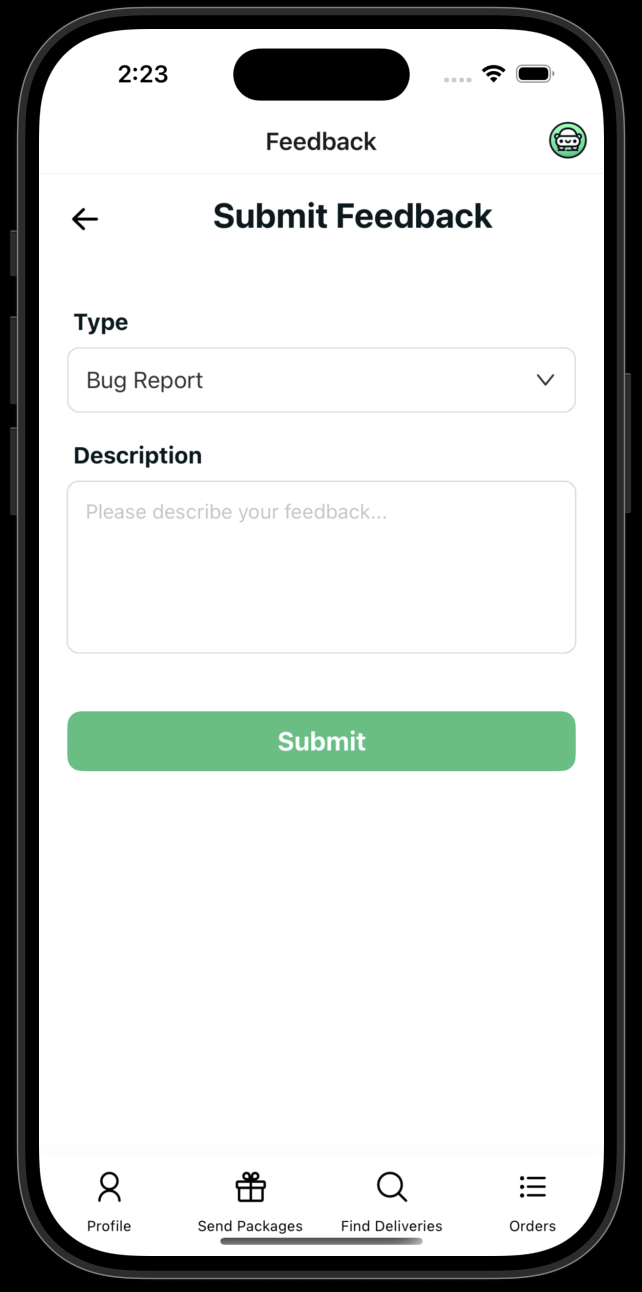 2:23
Feedback
Submit Feedback
Type
Bug Report
Description
Please describe your feedback...
Submit
Profile
Send Packages
Find Deliveries
Orders